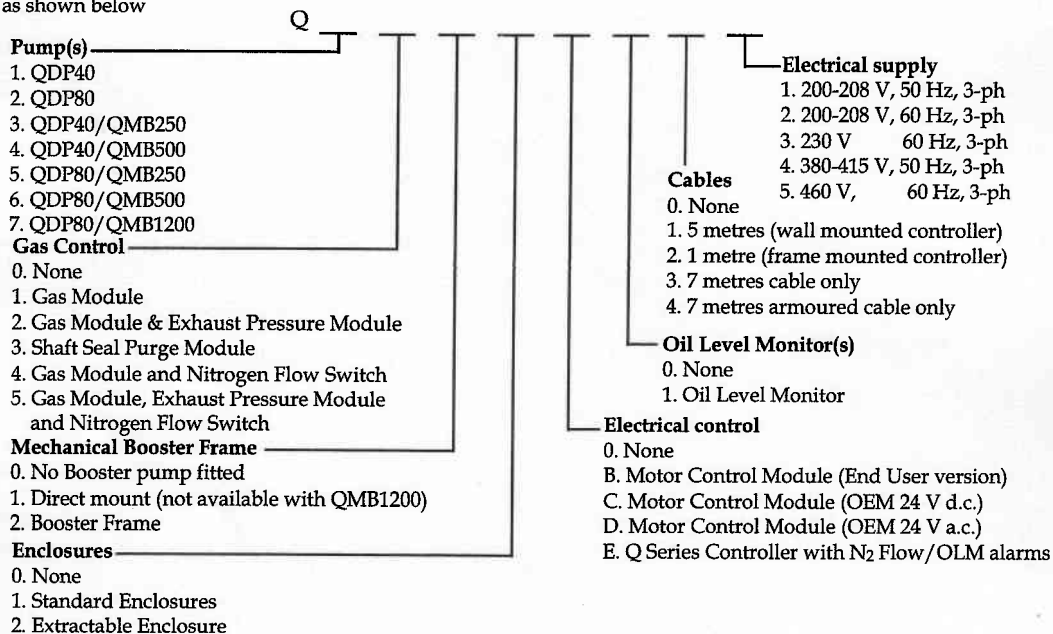 as shown below
Q
Pump(s)
1. QDP40
2. QDP80
3. QDP40/QMB250
4. QDP40/QMB500
5. QDP80/QMB250
6. QDP80/QMB500
7. QDP80/QMB1200
Gas Control
0. None
1. Gas Module
2. Gas Module & Exhaust Pressure Module
3. Shaft Seal Purge Module
4. Gas Module and Nitrogen Flow Switch
5. Gas Module, Exhaust Pressure Module
and Nitrogen Flow Switch
Mechanical Booster Frame
0. No Booster pump fitted
1. Direct mount (not available with QMB1200)
2. Booster Frame
Enclosures
0. None
1. Standard Enclosures
2. Extractable Enclosure
Electrical supply
1. 200-208 V, 50 Hz, 3-ph
2. 200-208 V, 60 Hz, 3-ph
3. 230 V 60 Hz, 3-ph
4. 380-415 V, 50 Hz, 3-ph
5. 460 V, 60 Hz, 3-ph
Cables
0. None
1. 5 metres (wall mounted controller)
2. 1 metre (frame mounted controller)
3. 7 metres cable only
4. 7 metres armoured cable only
Oil Level Monitor(s)
0. None
1. Oil Level Monitor
Electrical control
0. None
B. Motor Control Module (End User version)
C. Motor Control Module (OEM 24 V d.c.)
D. Motor Control Module (OEM 24 V a.c.)
E. Q Series Controller with N₂ Flow/OLM alarms